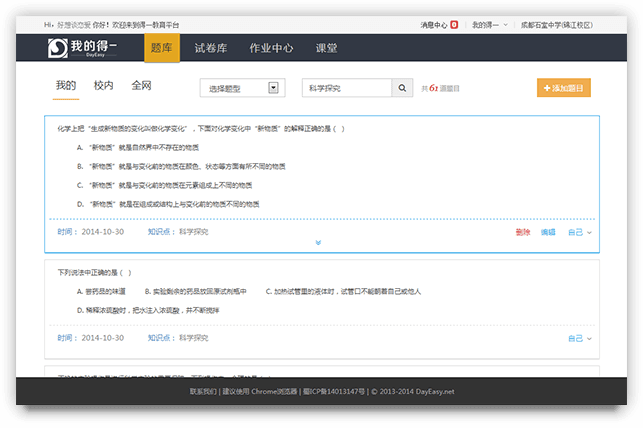 Hi，好想谈恋爱 你好！欢迎来到得一教育平台
消息中心 0 | 我的得一 | 成都石室中学(锦江校区)
我的得一 DayEasy 题库 试卷库 作业中心 课堂
我的 校内 全网 选择题型 科学探究 共61道题目 + 添加题目
化学上把“生成新物质的变化叫做化学变化”，下面对化学变化中“新物质”的解释正确的是（ ）
A. “新物质”就是自然界中不存在的物质
B. “新物质”就是与变化前的物质在颜色、状态等方面有所不同的物质
C. “新物质”就是与变化前的物质在元素组成上不同的物质
D. “新物质”就是在组成或结构上与变化前的物质不同的物质
时间： 2014-10-30 知识点： 科学探究 删除 编辑 自己
下列说法中正确的是（ ）
A. 尝药品的味道 B. 实验剩余的药品放回原试剂瓶中 C. 加热试管里的液体时，试管口不能朝着自己或他人
D. 稀释浓硫酸时，把水注入浓硫酸，并不断搅拌
时间： 2014-10-30 知识点： 科学探究 自己
联系我们 | 建议使用 Chrome浏览器 | 蜀ICP备14013147号 | © 2013-2014 DayEasy.net